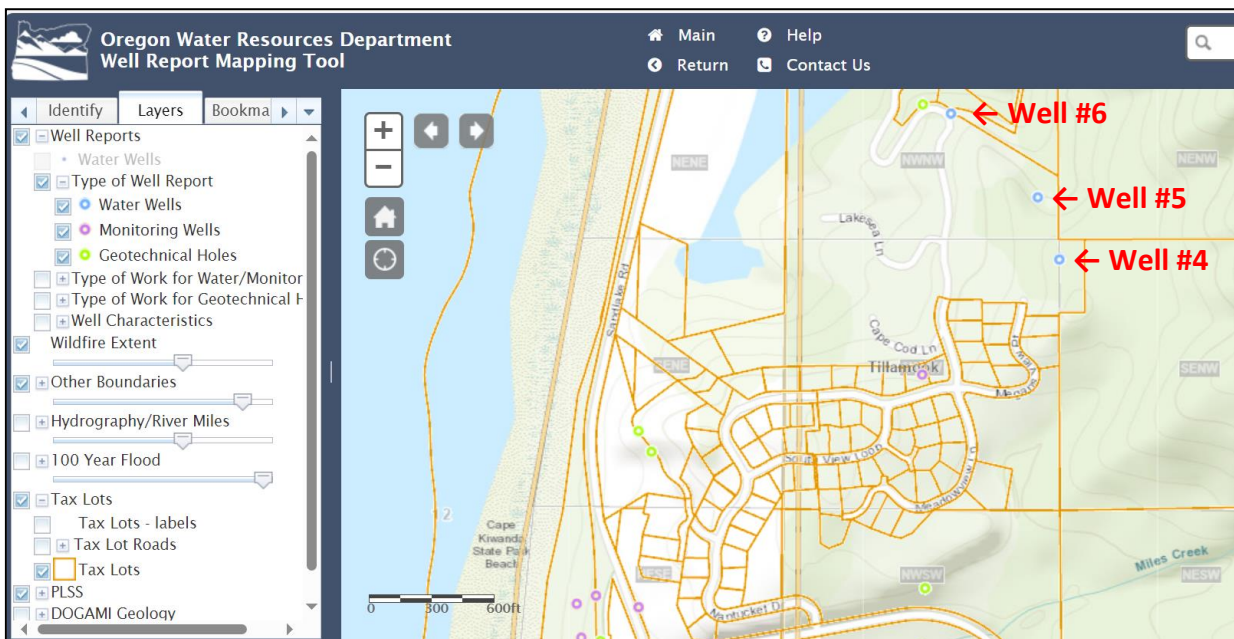 Oregon Water Resources Department
Well Report Mapping Tool
Main
Help
Return
Contact Us
Identify
Layers
Bookma
Well Reports
Water Wells
Type of Well Report
Water Wells
Monitoring Wells
Geotechnical Holes
Type of Work for Water/Monitor
Type of Work for Geotechnical H
Well Characteristics
Wildfire Extent
Other Boundaries
Hydrography/River Miles
100 Year Flood
Tax Lots
Tax Lots - labels
Tax Lot Roads
Tax Lots
PLSS
DOGAMI Geology
+
−
← Well #6
NENE
NWNW
NENW
← Well #5
Lakesea Ln
← Well #4
Sandlake Rd
Cape Cod Ln
Megans View Rd
SENE
Tillamook
SENW
South View Loop
Meadowview Ln
12
Cape
Kiwanda
State Park
Beach
Miles Creek
NESE
NWSW
NESW
Nantucket D
0 300 600ft